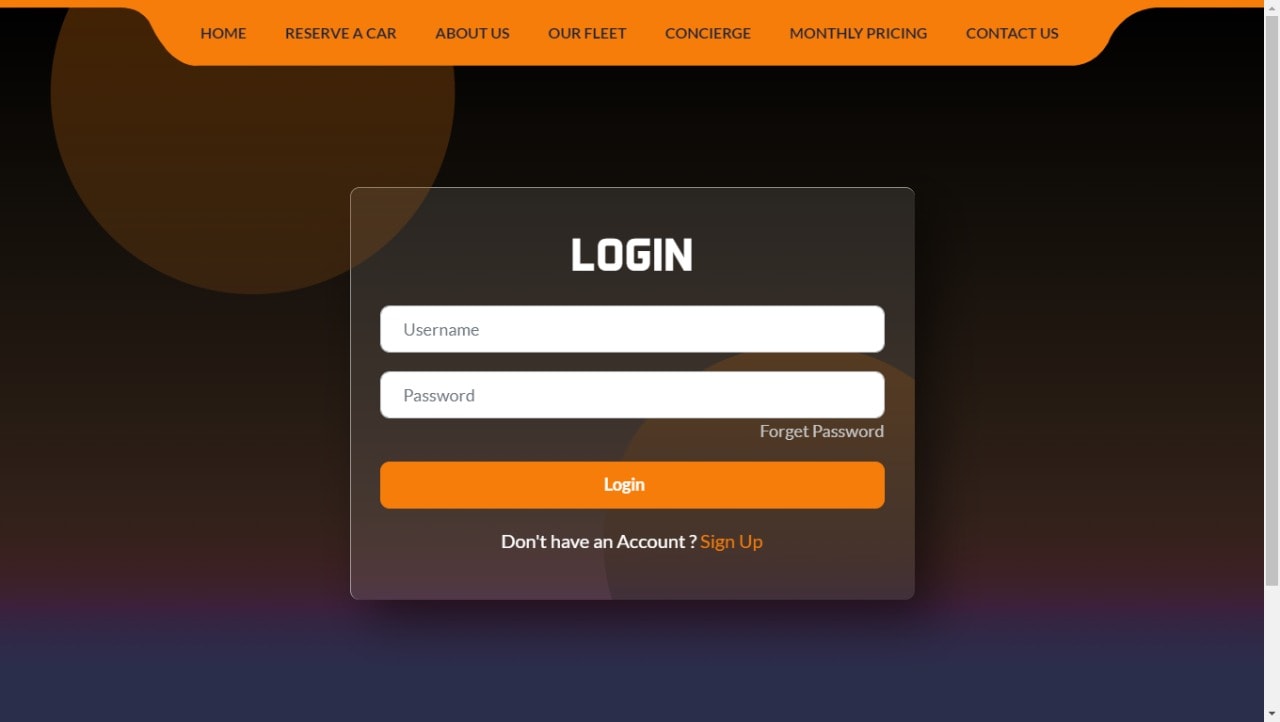 HOME RESERVE A CAR ABOUT US OUR FLEET CONCIERGE MONTHLY PRICING CONTACT US
LOGIN
Username
Password
Forget Password
Login
Don't have an Account ? Sign Up